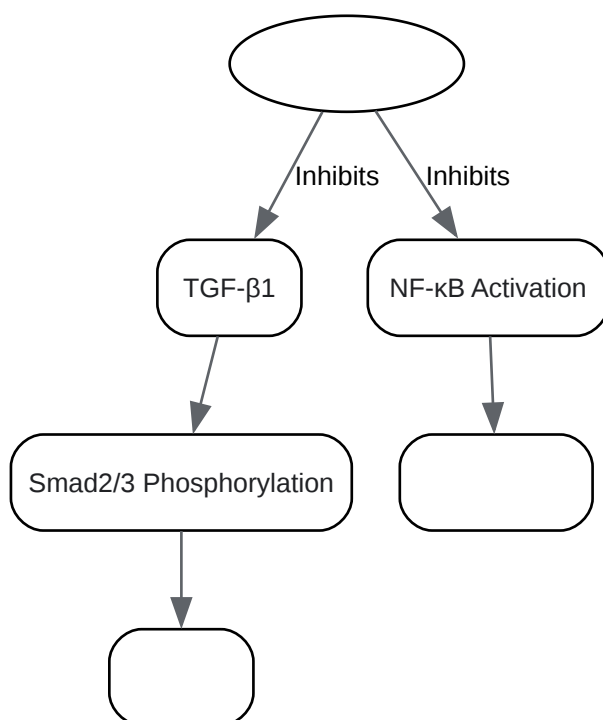 Inhibits
Inhibits
TGF-β1
NF-κB Activation
Smad2/3 Phosphorylation